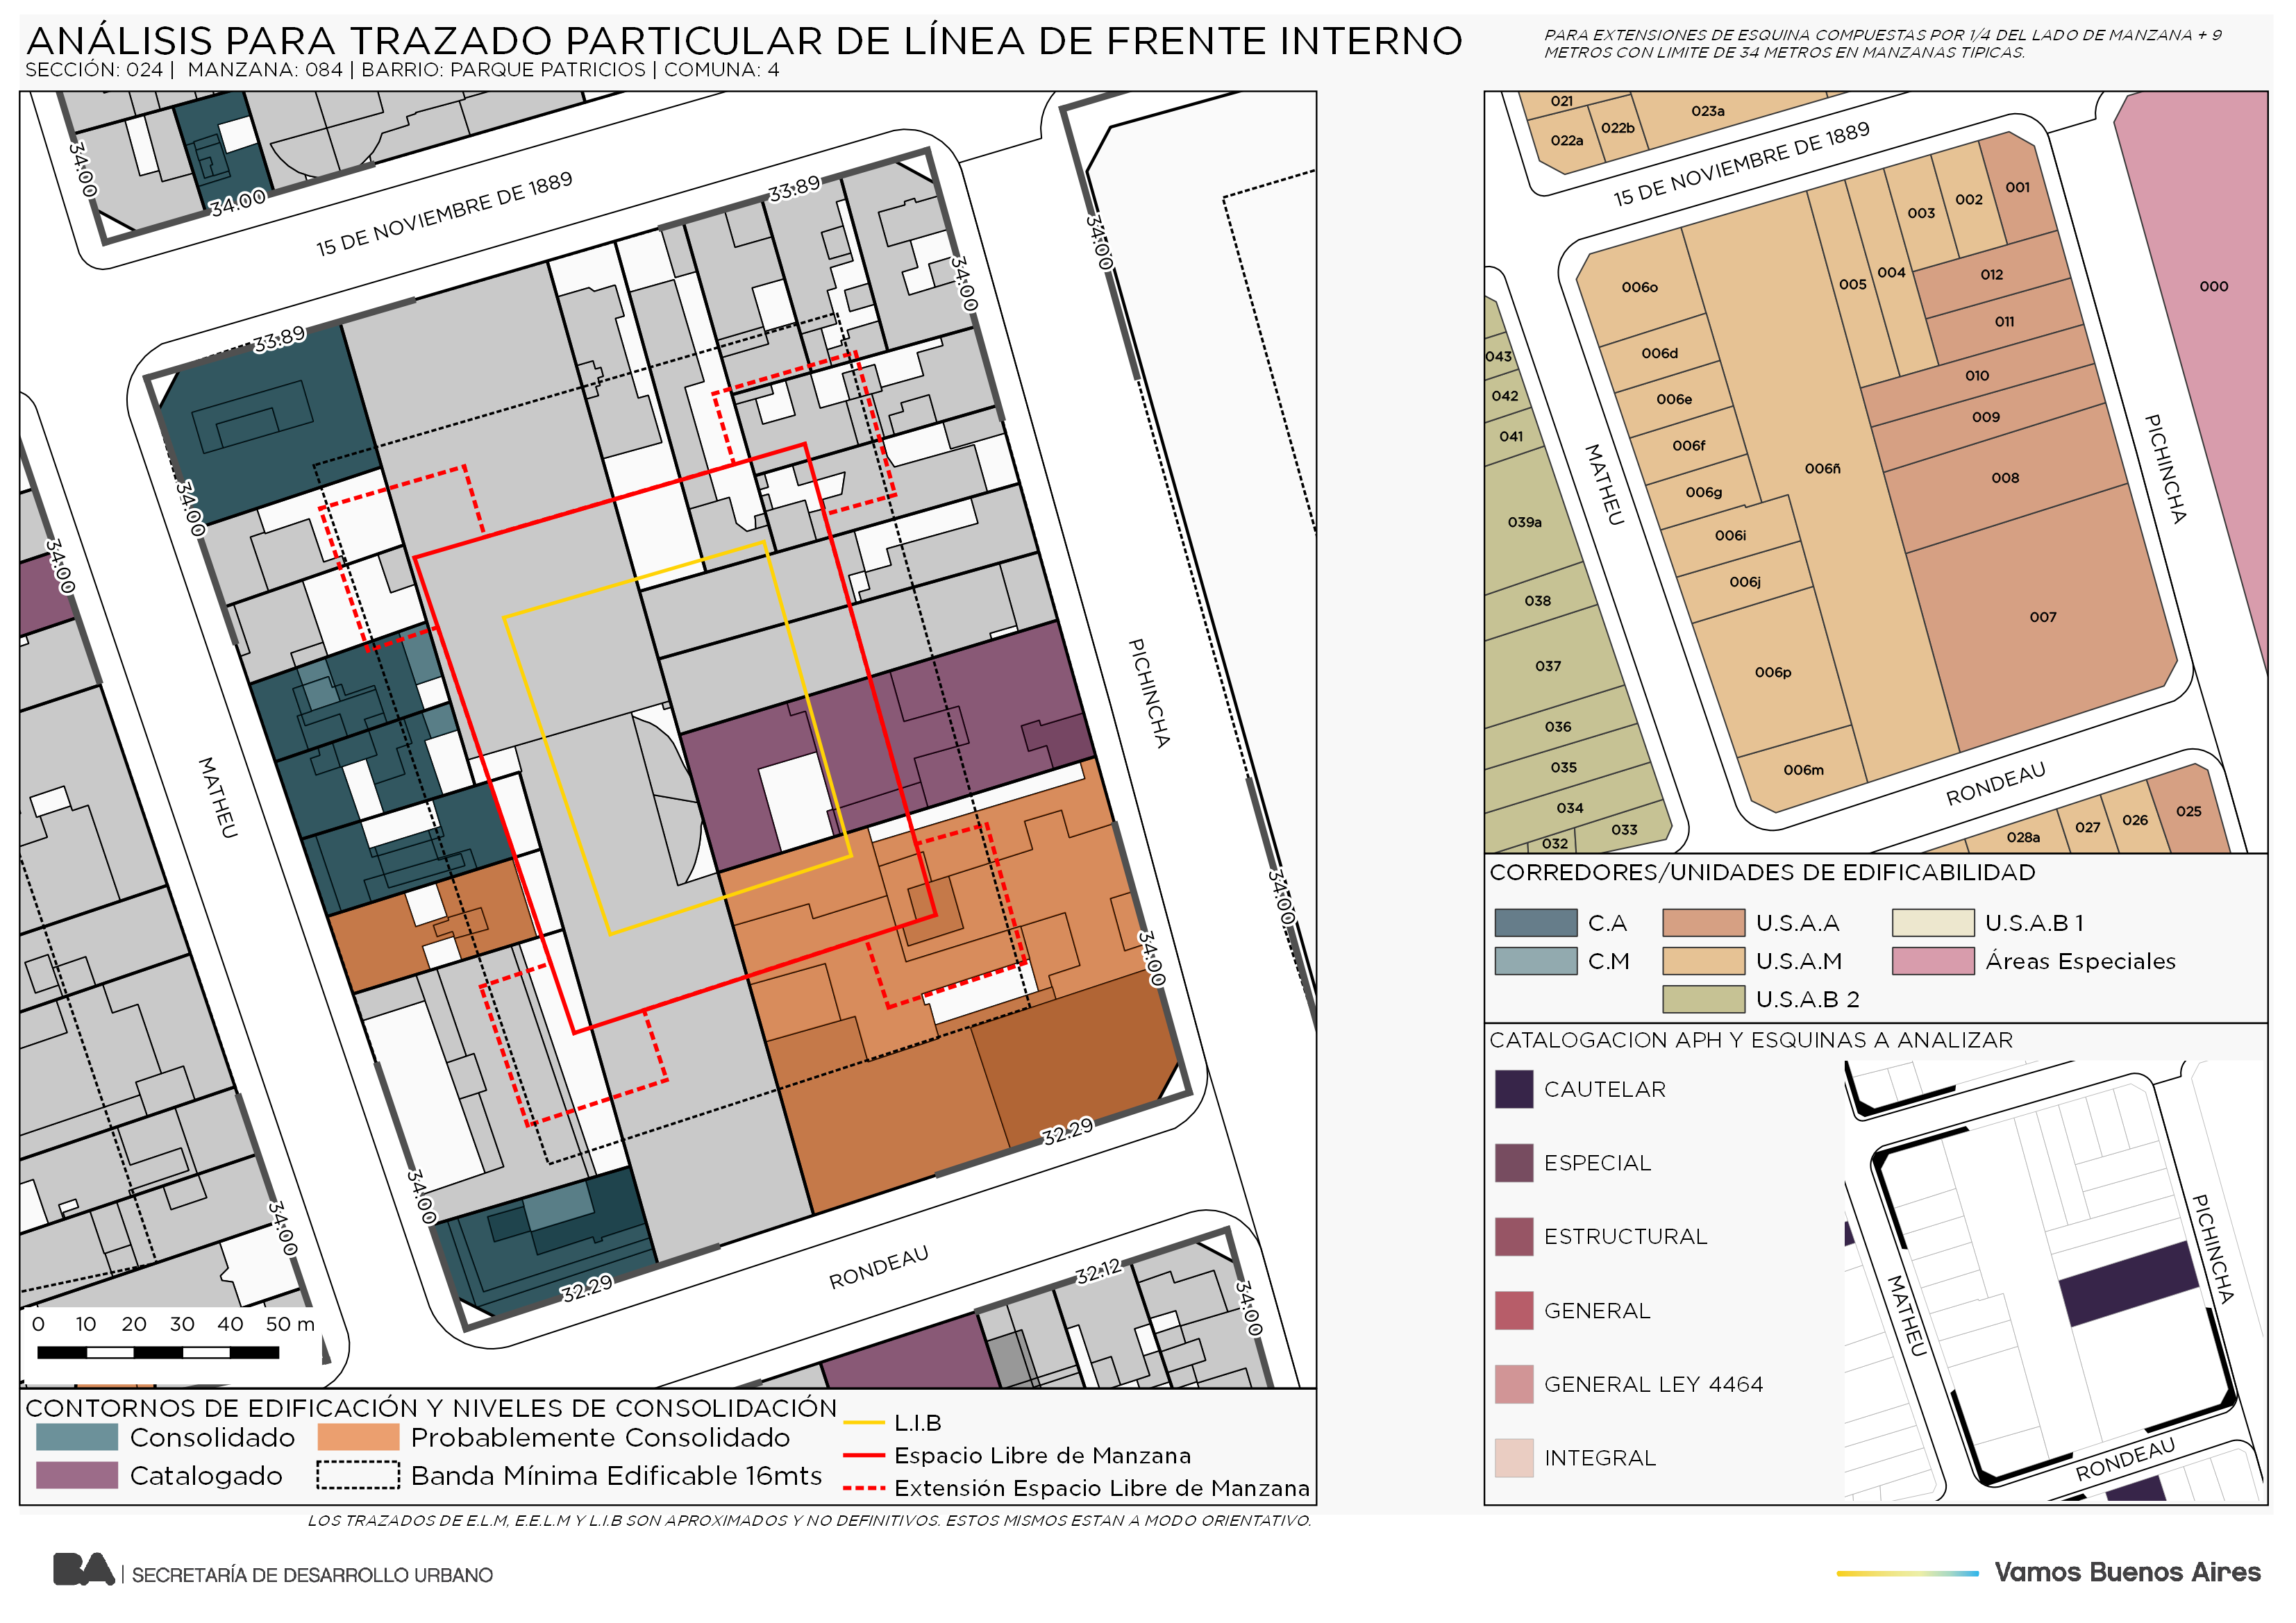 ANÁLISIS PARA TRAZADO PARTICULAR DE LÍNEA DE FRENTE INTERNO
SECCIÓN: 024 | MANZANA: 084 | BARRIO: PARQUE PATRICIOS | COMUNA: 4
PARA EXTENSIONES DE ESQUINA COMPUESTAS POR 1/4 DEL LADO DE MANZANA + 9
METROS CON LIMITE DE 34 METROS EN MANZANAS TIPICAS.
34.00
34.00
15 DE NOVIEMBRE DE 1889
33.89
34.00
34.00
33.89
34.00
34.00
MATHEU
PICHINCHA
34.00
34.00
34.00
34.00
32.29
32.29
RONDEAU
32.12
34.00
0 10 20 30 40 50 m
CONTORNOS DE EDIFICACIÓN Y NIVELES DE CONSOLIDACIÓN
Consolidado
Probablemente Consolidado
Catalogado
Banda Mínima Edificable 16mts
L.I.B
Espacio Libre de Manzana
Extensión Espacio Libre de Manzana
LOS TRAZADOS DE E.L.M, E.E.L.M Y L.I.B SON APROXIMADOS Y NO DEFINITIVOS. ESTOS MISMOS ESTAN A MODO ORIENTATIVO.
021
022a
022b
023a
15 DE NOVIEMBRE DE 1889
001
002
003
004
005
006o
012
011
000
043
042
041
039a
038
037
036
035
034
033
032
006d
006e
006f
006g
006i
006j
006ñ
006p
006m
010
009
008
007
MATHEU
PICHINCHA
RONDEAU
028a
027
026
025
CORREDORES/UNIDADES DE EDIFICABILIDAD
C.A
U.S.A.A
U.S.A.B 1
C.M
U.S.A.M
Áreas Especiales
U.S.A.B 2
CATALOGACION APH Y ESQUINAS A ANALIZAR
CAUTELAR
ESPECIAL
ESTRUCTURAL
GENERAL
GENERAL LEY 4464
INTEGRAL
MATHEU
PICHINCHA
RONDEAU
BA | SECRETARÍA DE DESARROLLO URBANO
Vamos Buenos Aires